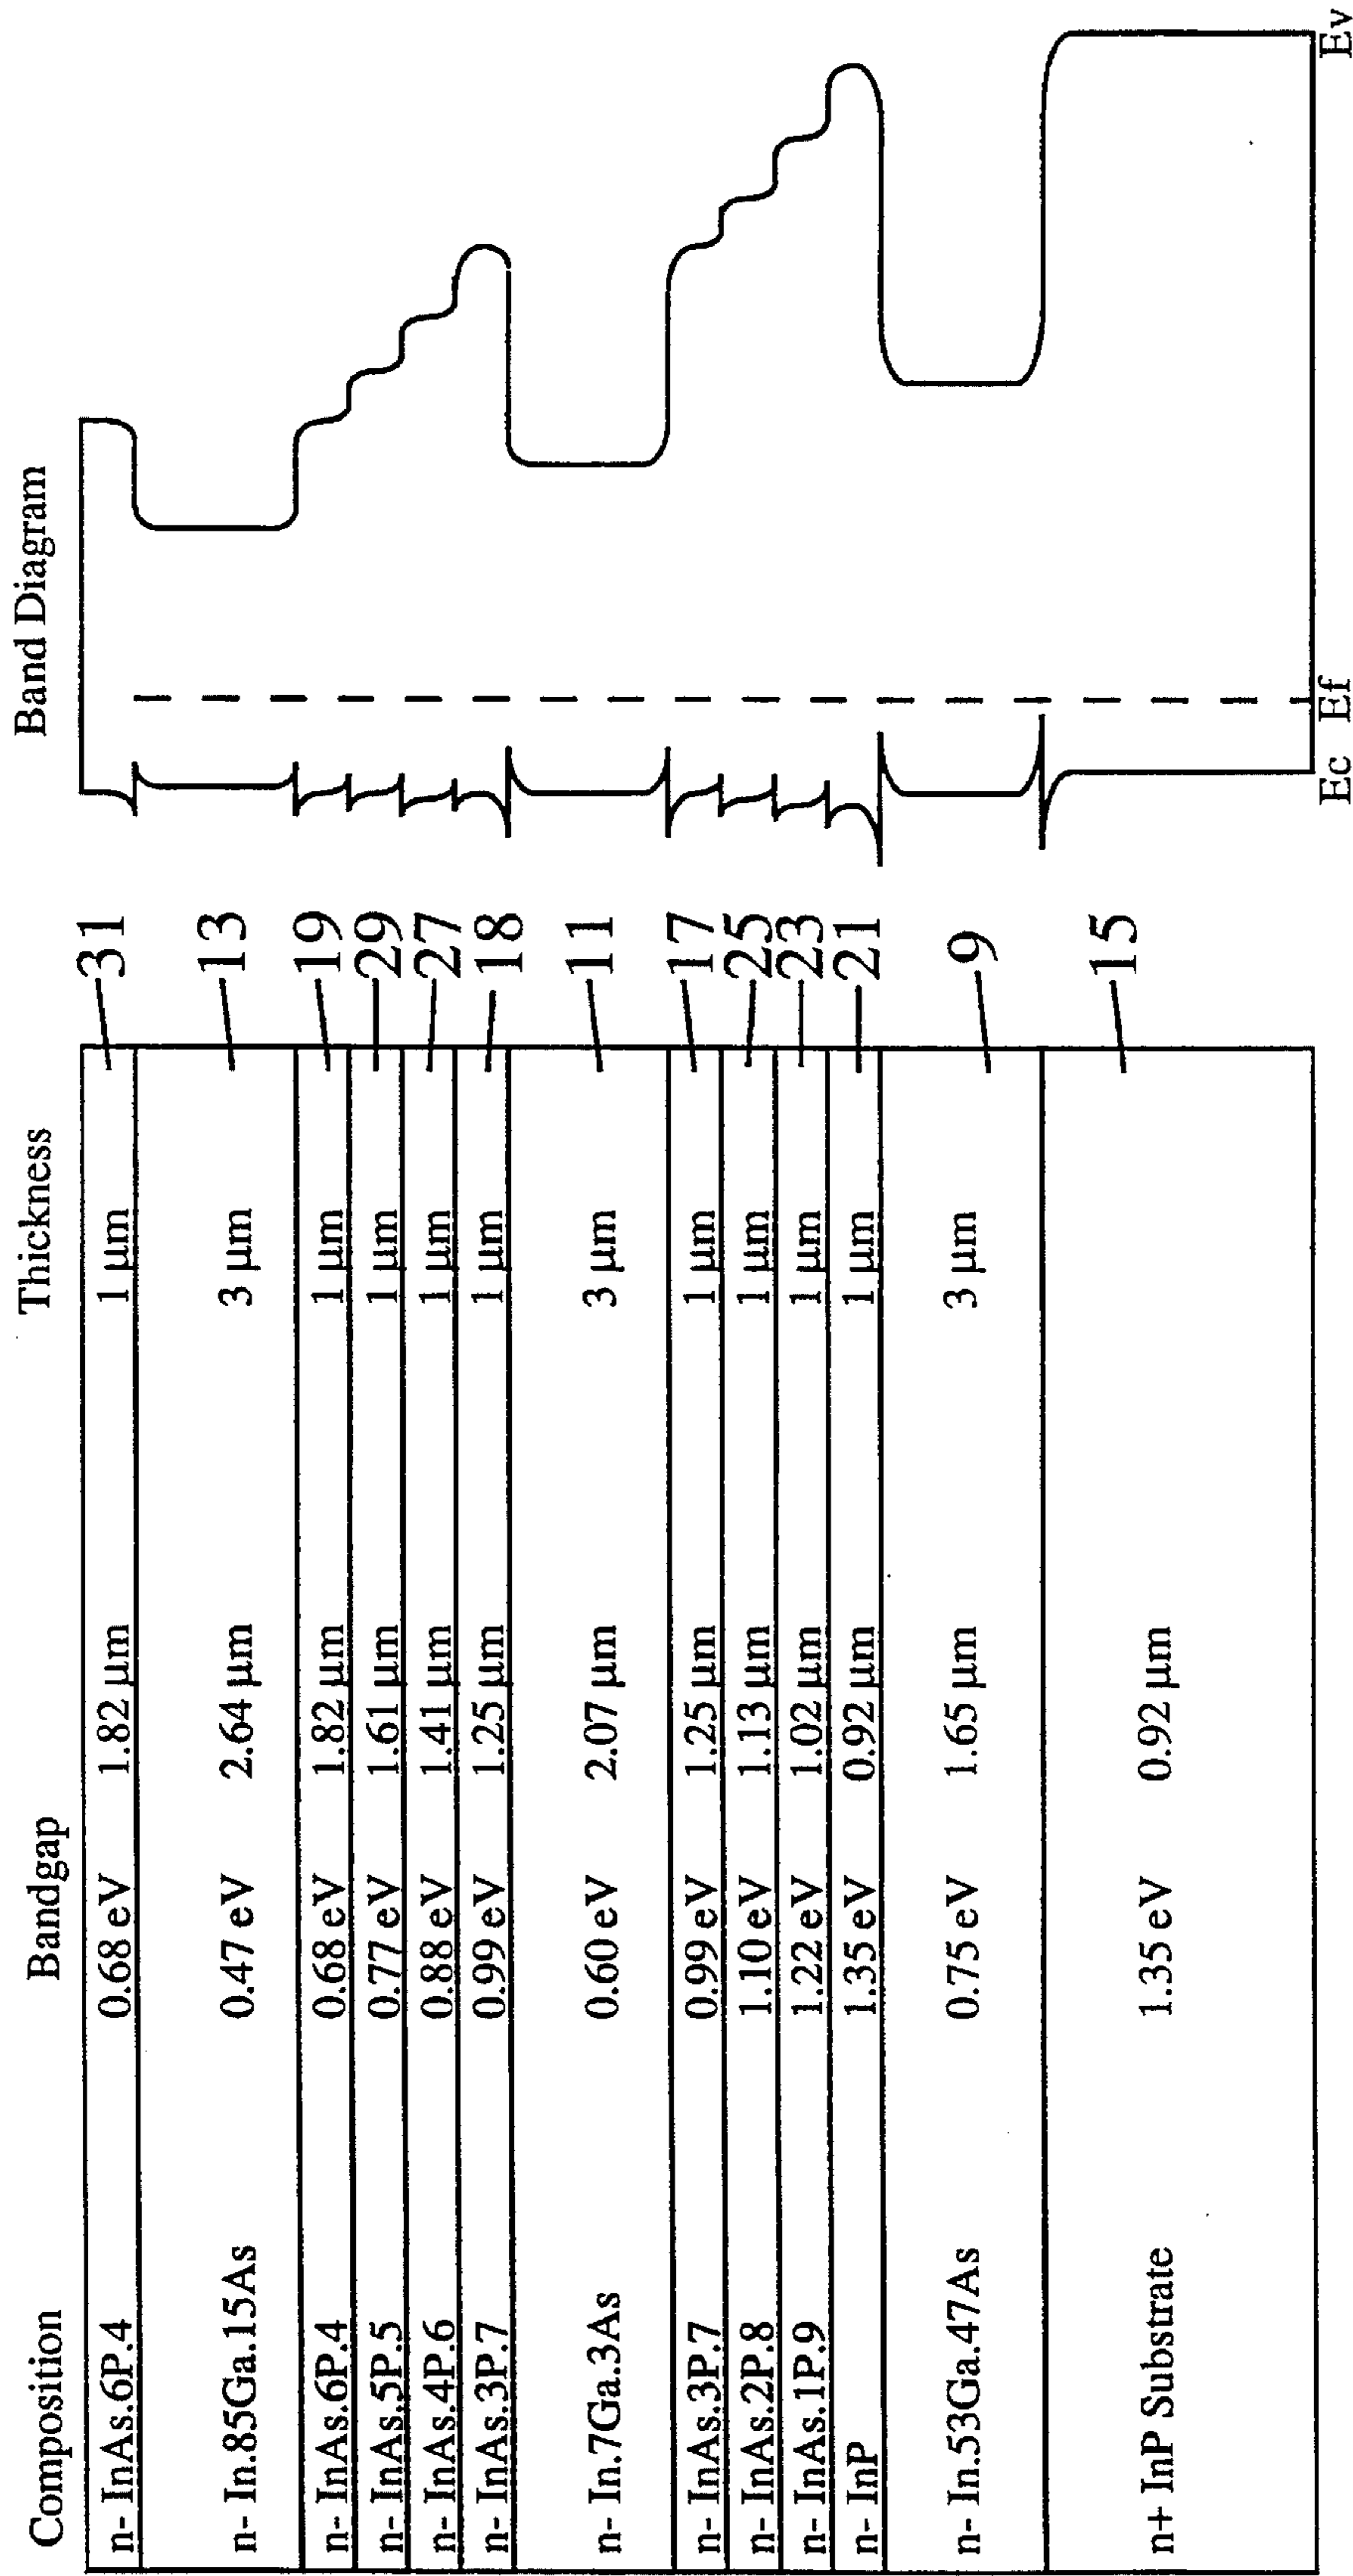 Composition Bandgap Thickness Band Diagram
n- InAs.6P.4 0.68 eV 1.82 µm 1 µm 31
n- In.85Ga.15As 0.47 eV 2.64 µm 3 µm 13
n- InAs.6P.4 0.68 eV 1.82 µm 1 µm 19
n- InAs.5P.5 0.77 eV 1.61 µm 1 µm 29
n- InAs.4P.6 0.88 eV 1.41 µm 1 µm 27
n- InAs.3P.7 0.99 eV 1.25 µm 1 µm 18
n- In.7Ga.3As 0.60 eV 2.07 µm 3 µm 11
n- InAs.3P.7 0.99 eV 1.25 µm 1 µm 17
n- InAs.2P.8 1.10 eV 1.13 µm 1 µm 25
n- InAs.1P.9 1.22 eV 1.02 µm 1 µm 23
n- InP 1.35 eV 0.92 µm 1 µm 21
n- In.53Ga.47As 0.75 eV 1.65 µm 3 µm 9
n+ InP Substrate 1.35 eV 0.92 µm 15
Ec Ef Ev